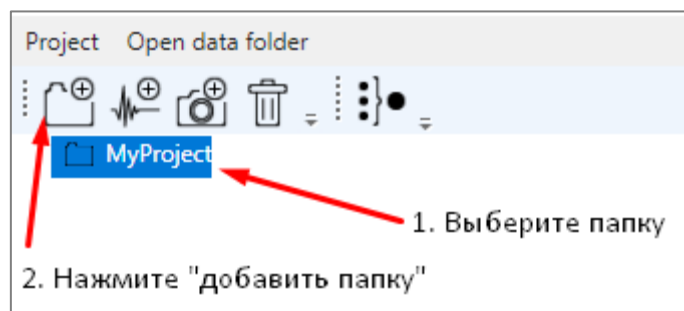 Project Open data folder
MyProject
1. Выберите папку
2. Нажмите "добавить папку"